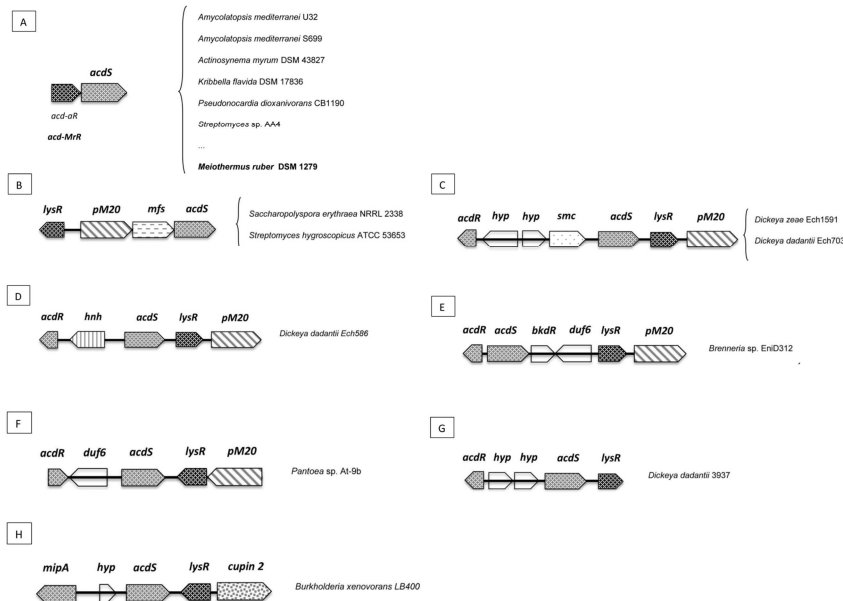 A
acdS
acd-aR
acd-MrR
Amycolatopsis mediterranei U32
Amycolatopsis mediterranei S699
Actinosynema myrum DSM 43827
Kribbella flavida DSM 17836
Pseudonocardia dioxanivorans CB1190
Streptomyces sp. AA4
...
Meiothermus ruber DSM 1279
B
lysR pM20 mfs acdS
Saccharopolyspora erythraea NRRL 2338
Streptomyces hygroscopicus ATCC 53653
C
acdR hyp hyp smc acdS lysR pM20
Dickeya zeae Ech1591
Dickeya dadantii Ech703
D
acdR hnh acdS lysR pM20
Dickeya dadantii Ech586
E
acdR acdS bkdR duf6 lysR pM20
Brenneria sp. EniD312
F
acdR duf6 acdS lysR pM20
Pantoea sp. At-9b
G
acdR hyp hyp acdS lysR
Dickeya dadantii 3937
H
mipA hyp acdS lysR cupin 2
Burkholderia xenovorans LB400